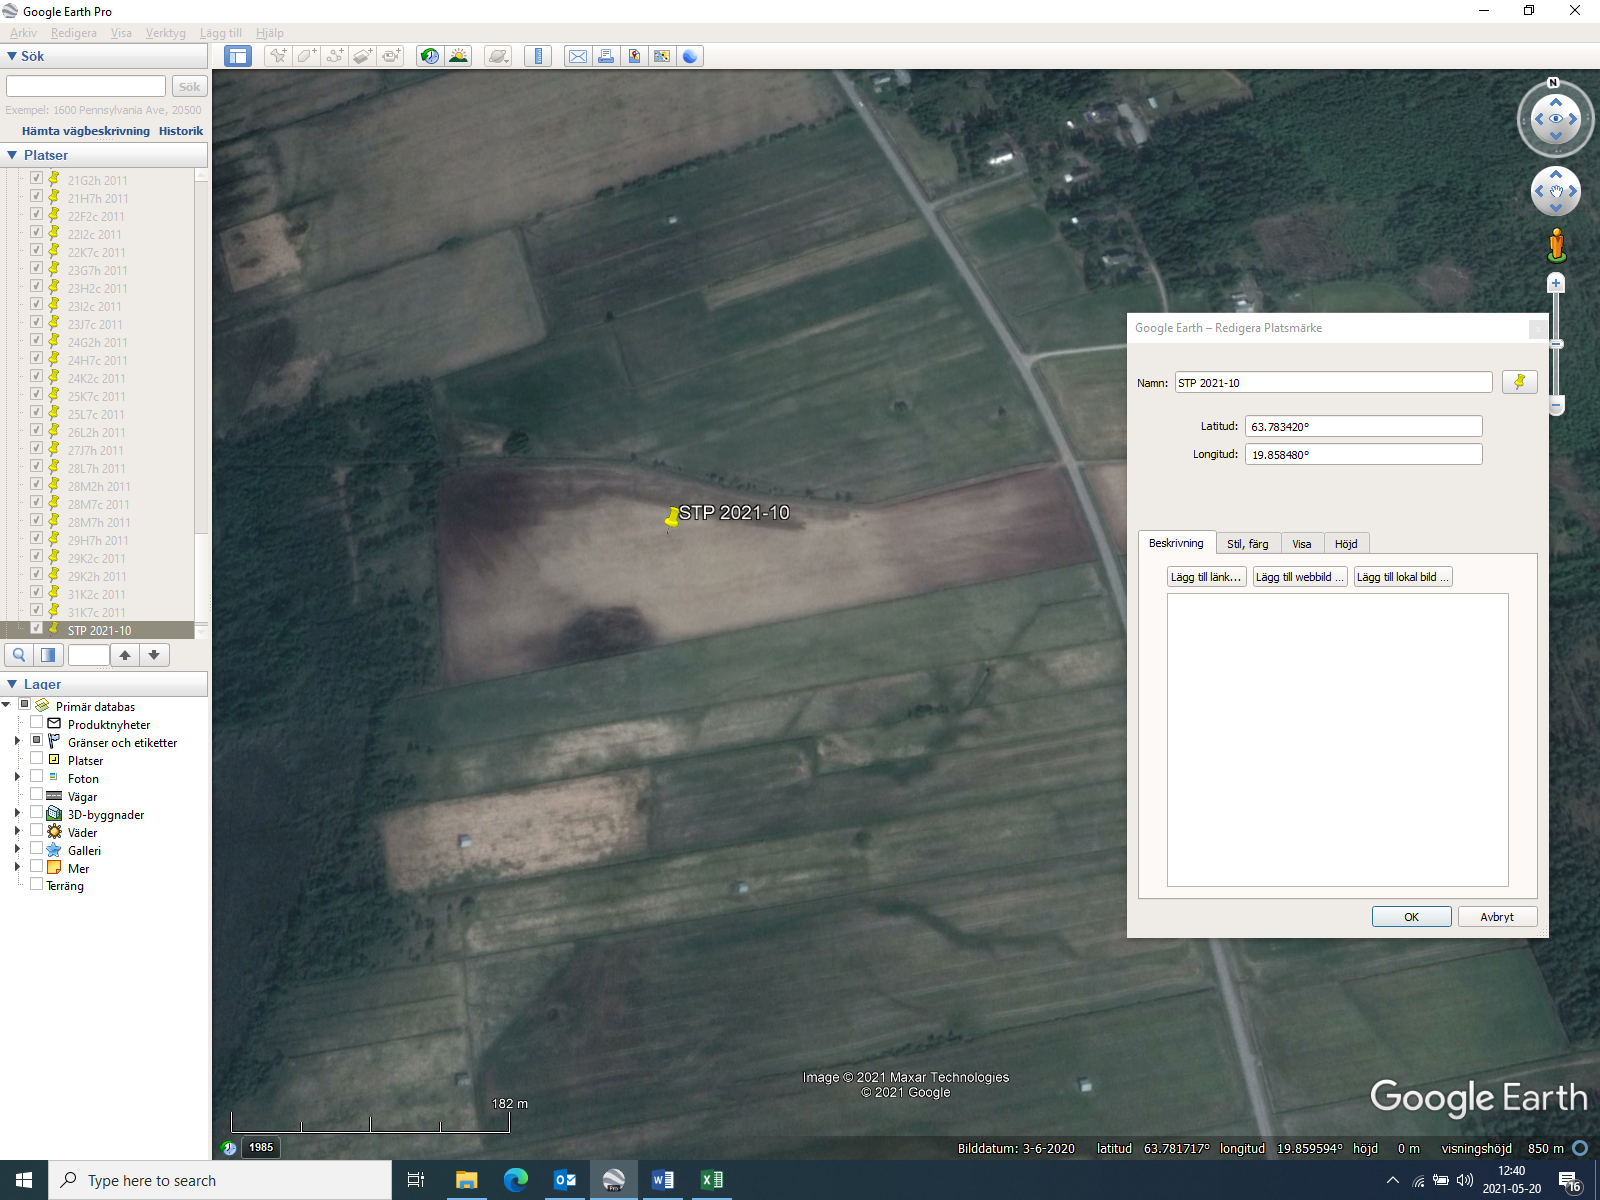 Google Earth Pro
Arkiv Redigera Visa Verktyg Lägg till Hjälp
Sök
Sök
Exempel: 1600 Pennsylvania Ave, 20500
Hämta vägbeskrivning Historik
Platser
21G2h 2011
21H7h 2011
22F2c 2011
22I2c 2011
22K7c 2011
23G7h 2011
23H2c 2011
23I2c 2011
23J7c 2011
24G2h 2011
24H7c 2011
24K2c 2011
25K7c 2011
25L7c 2011
26L2h 2011
27J7h 2011
28L7h 2011
28M2h 2011
28M7c 2011
28M7h 2011
29H7h 2011
29K2c 2011
29K2h 2011
31K2c 2011
31K7c 2011
STP 2021-10
Lager
Primär databas
Produktnyheter
Gränser och etiketter
Platser
Foton
Vägar
3D-byggnader
Väder
Galleri
Mer
Terräng
N
STP 2021-10
Google Earth – Redigera Platsmärke
Namn: STP 2021-10
Latitud: 63.783420°
Longitud: 19.858480°
Beskrivning Stil, färg Visa Höjd
Lägg till länk... Lägg till webbild ... Lägg till lokal bild ...
OK Avbryt
182 m
Image © 2021 Maxar Technologies
© 2021 Google
Google Earth
1985
Bilddatum: 3-6-2020 latitud 63.781717° longitud 19.859594° höjd 0 m visningshöjd 850 m
Type here to search
12:40
2021-05-20
16